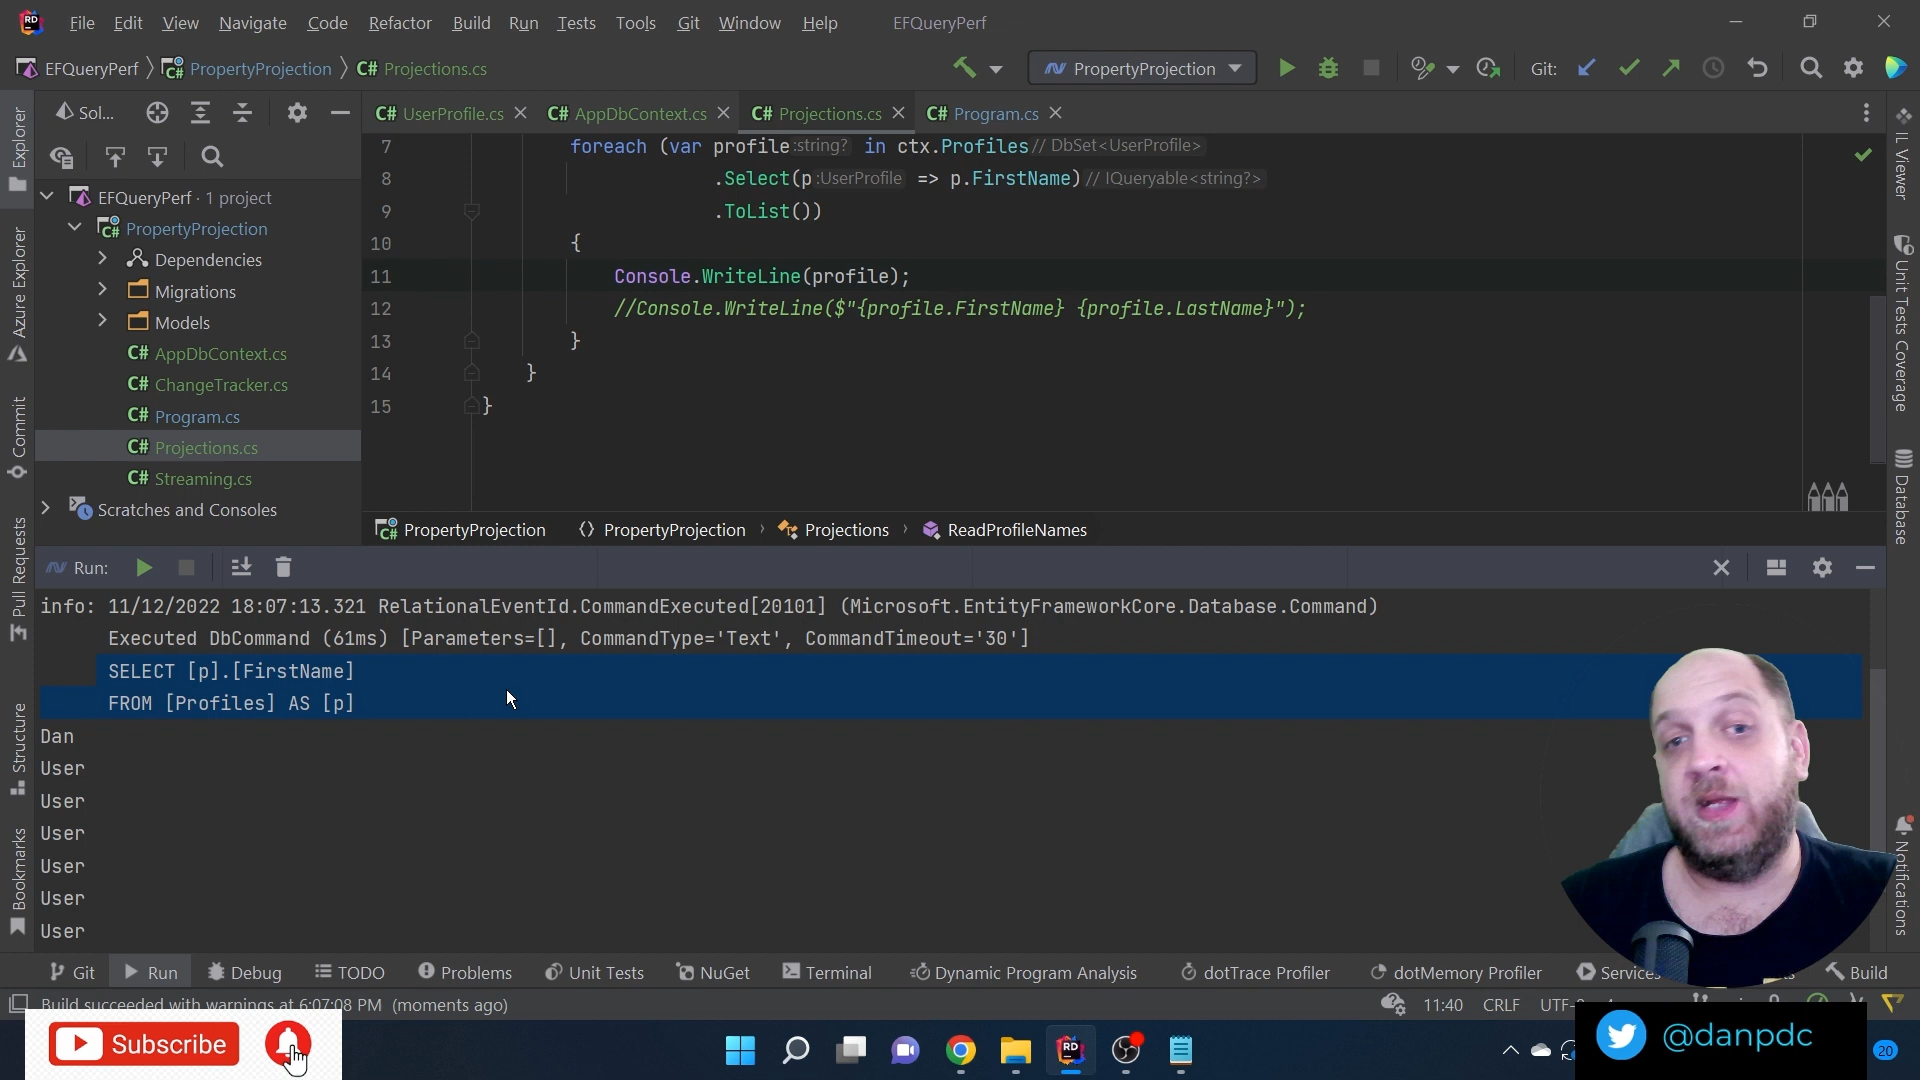 File Edit View Navigate Code Refactor Build Run Tests Tools Git Window Help EFQueryPerf
EFQueryPerf PropertyProjection C# Projections.cs PropertyProjection Git:
Sol... C# UserProfile.cs C# AppDbContext.cs C# Projections.cs C# Program.cs
Explorer
Azure Explorer
Commit
Pull Requests
Structure
Bookmarks
EFQueryPerf · 1 project
PropertyProjection
Dependencies
Migrations
Models
C# AppDbContext.cs
C# ChangeTracker.cs
C# Program.cs
C# Projections.cs
C# Streaming.cs
Scratches and Consoles
7 foreach (var profile :string? in ctx.Profiles // DbSet<UserProfile>
8 .Select(p :UserProfile => p.FirstName) // IQueryable<string?>
9 .ToList())
10 {
11 Console.WriteLine(profile);
12 //Console.WriteLine($"{profile.FirstName} {profile.LastName}");
13 }
14 }
15 }
PropertyProjection PropertyProjection Projections ReadProfileNames
IL Viewer
Unit Tests Coverage
Database
Notifications
Run:
info: 11/12/2022 18:07:13.321 RelationalEventId.CommandExecuted[20101] (Microsoft.EntityFrameworkCore.Database.Command)
Executed DbCommand (61ms) [Parameters=[], CommandType='Text', CommandTimeout='30']
SELECT [p].[FirstName]
FROM [Profiles] AS [p]
Dan
User
User
User
User
User
User
Git Run Debug TODO Problems Unit Tests NuGet Terminal Dynamic Program Analysis dotTrace Profiler dotMemory Profiler Services Build
Build succeeded with warnings at 6:07:08 PM (moments ago) 11:40 CRLF
Subscribe
RD
@danpdc
20